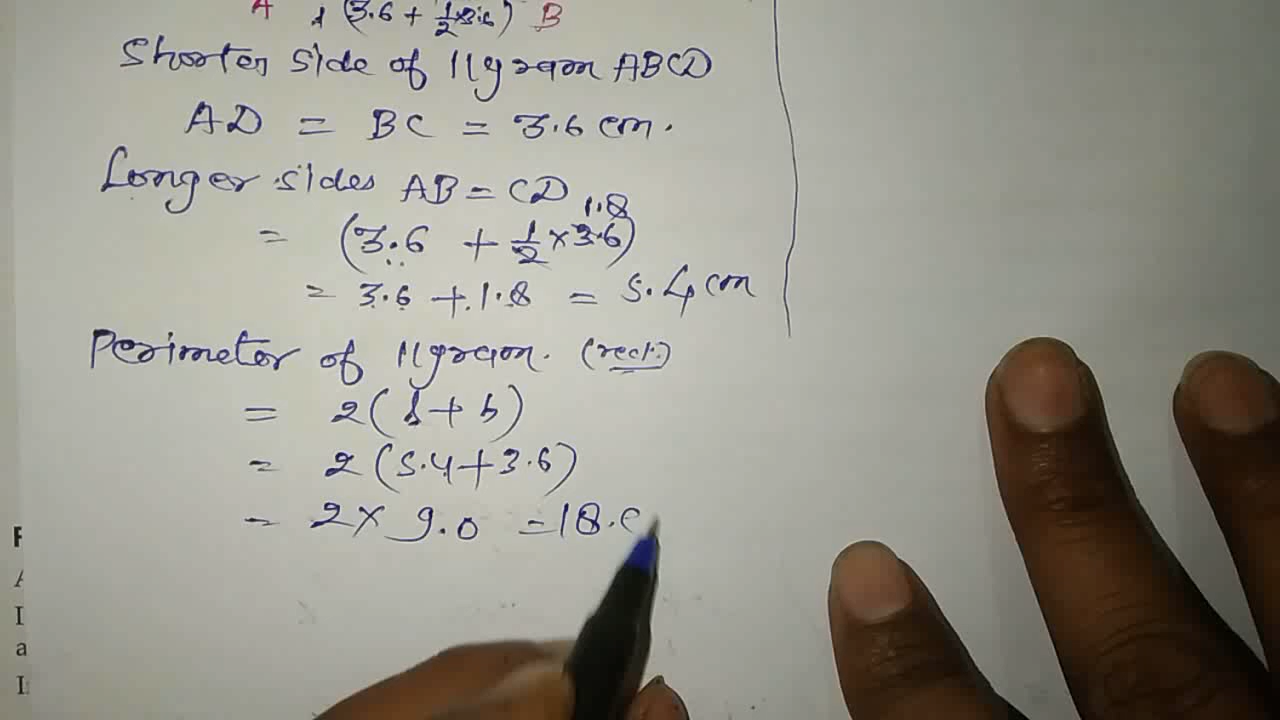 A (3.6 + 1/2 × 3.6) B
Shorter side of ||gram ABCD
AD = BC = 3.6 cm.
Longer sides AB = CD
1.8
= (3.6 + 1/2 × 3.6)
= 3.6 + 1.8 = 5.4 cm
Perimeter of ||gram. (rect.)
= 2(l + b)
= 2(5.4 + 3.6)
= 2 × 9.0 = 18.0
F
A
I
a
I